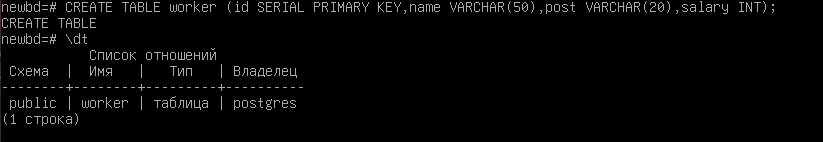 newbd=# CREATE TABLE worker (id SERIAL PRIMARY KEY,name VARCHAR(50),post VARCHAR(20),salary INT);
CREATE TABLE
newbd=# \dt
Список отношений
Схема | Имя | Тип | Владелец
--------+--------+---------+----------
public | worker | таблица | postgres
(1 строка)